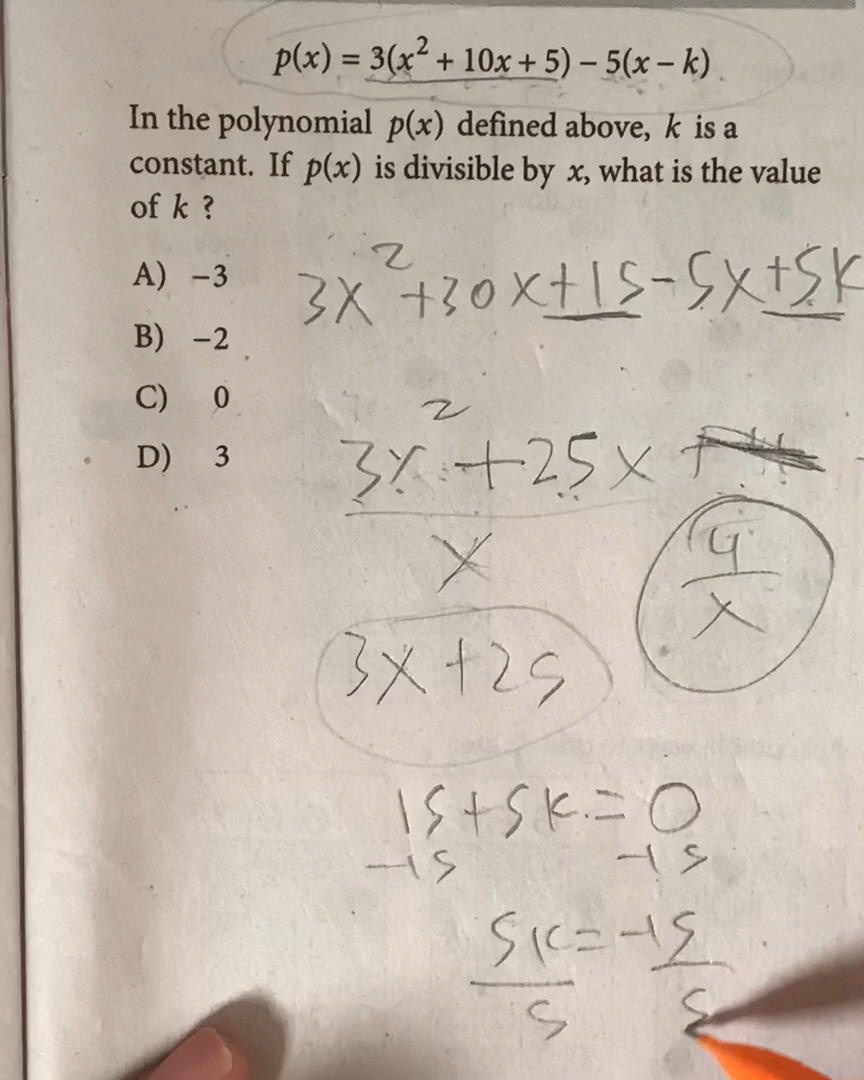 p(x) = 3(x² + 10x + 5) − 5(x − k)
In the polynomial p(x) defined above, k is a
constant. If p(x) is divisible by x, what is the value
of k ?
A) −3
B) −2
C) 0
D) 3
3x² + 30x + 15 - 5x + 5k
3x² + 25x +
x
4
x
3x + 25
15 + 5k = 0
-15 -15
5k = -15
5 5